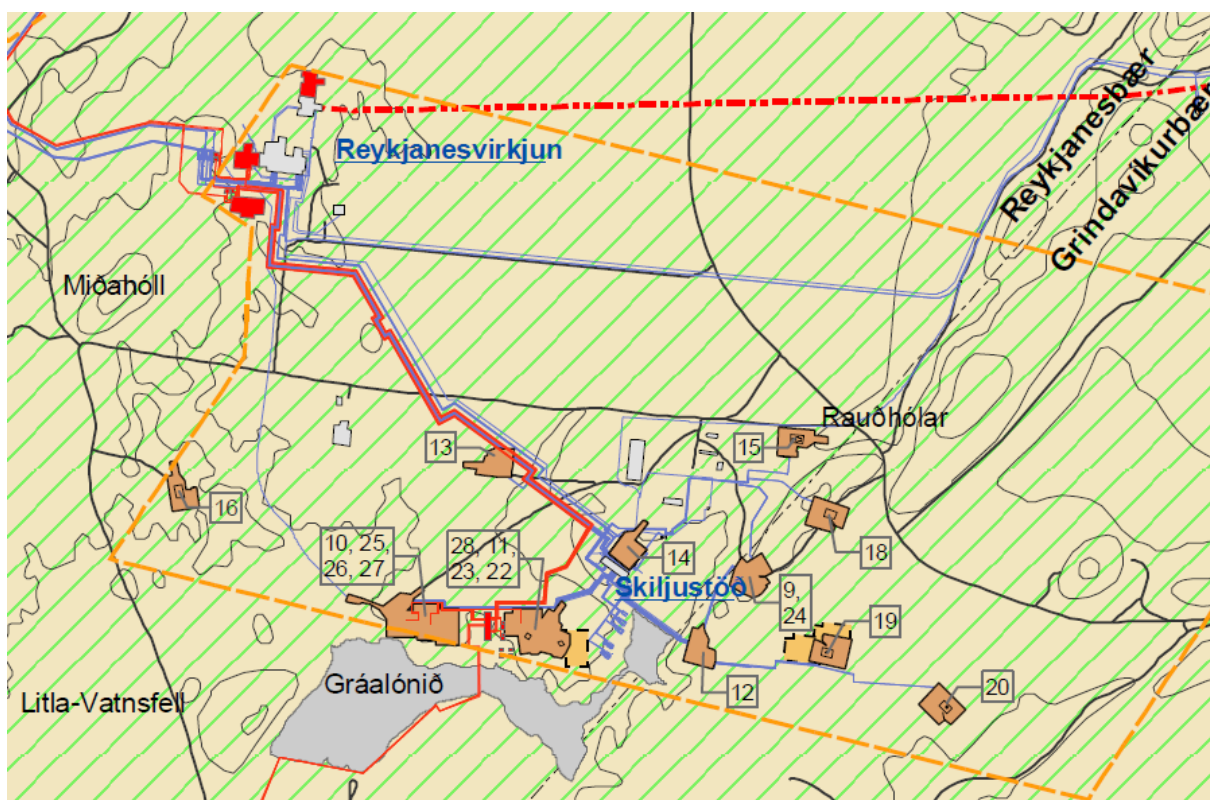 Reykjanesbær
Grindavíkurbær
Reykjanesvirkjun
Miðahóll
Rauðhólar
13
15
16
10, 25,
26, 27
28, 11,
23, 22
14
18
Skiljustöð
9,
24
19
12
20
Gráalónið
Litla-Vatnsfell